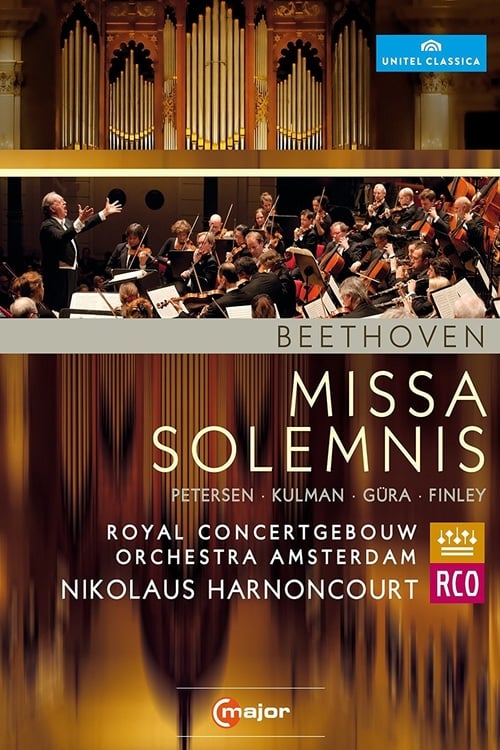 UNITEL CLASSICA
BEETHOVEN
MISSA
SOLEMNIS
PETERSEN · KULMAN · GÜRA · FINLEY
ROYAL CONCERTGEBOUW
ORCHESTRA AMSTERDAM
NIKOLAUS HARNONCOURT
RCO
C major